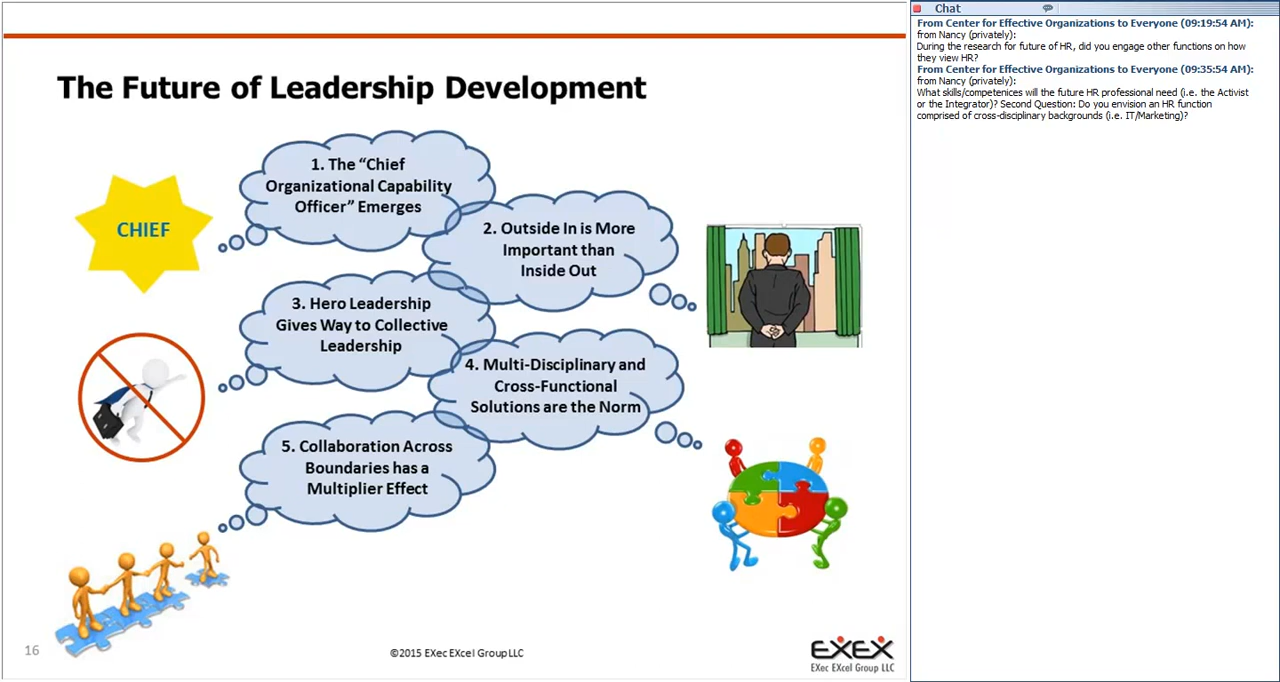 The Future of Leadership Development
CHIEF
1. The “Chief
Organizational Capability
Officer” Emerges
2. Outside In is More
Important than
Inside Out
3. Hero Leadership
Gives Way to Collective
Leadership
4. Multi-Disciplinary and
Cross-Functional
Solutions are the Norm
5. Collaboration Across
Boundaries has a
Multiplier Effect
16
©2015 EXec EXcel Group LLC
EXEX
EXec EXcel Group LLC
Chat
From Center for Effective Organizations to Everyone (09:19:54 AM):
from Nancy (privately):
During the research for future of HR, did you engage other functions on how
they view HR?
From Center for Effective Organizations to Everyone (09:35:54 AM):
from Nancy (privately):
What skills/competenices will the future HR professional need (i.e. the Activist
or the Integrator)? Second Question: Do you envision an HR function
comprised of cross-disciplinary backgrounds (i.e. IT/Marketing)?